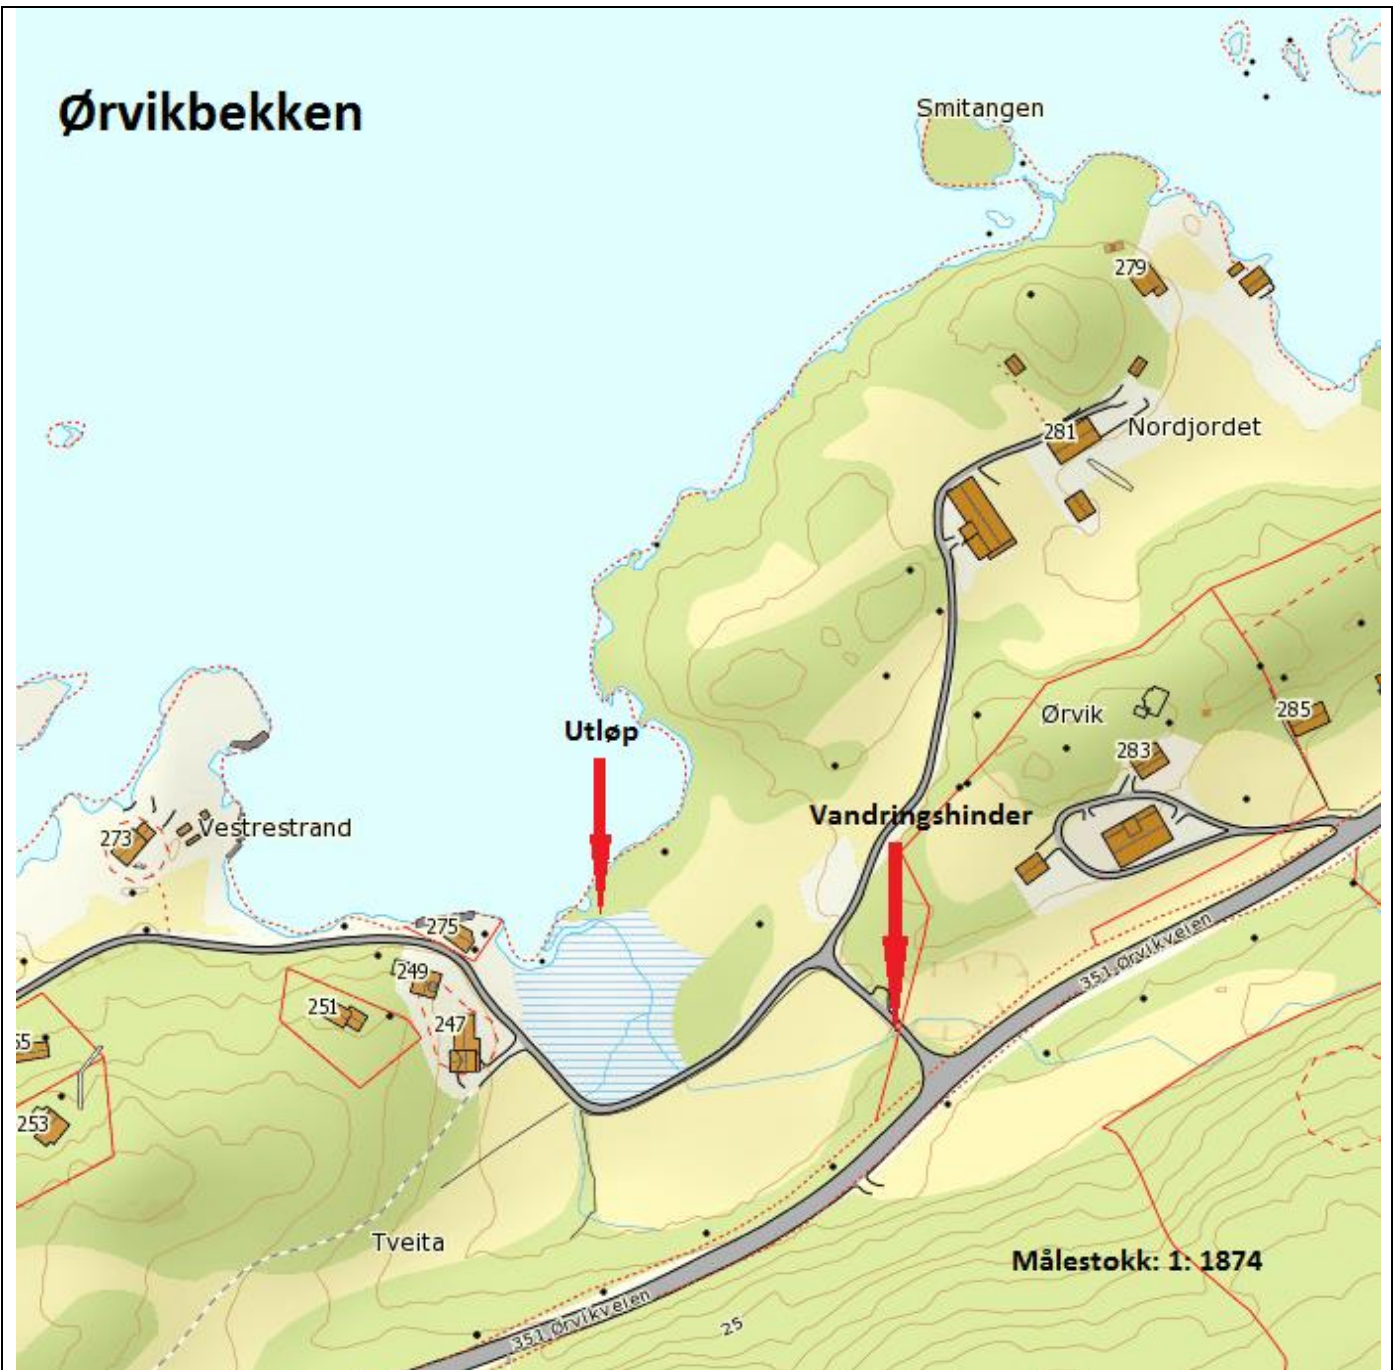 Ørvikbekken
Smitangen
279
281
Nordjordet
Ørvik
285
283
Utløp
Vandringshinder
273
Vestrestrand
275
249
251
247
55
253
351 Ørvikveien
Tveita
Målestokk: 1: 1874
351 Ørvikveien
25